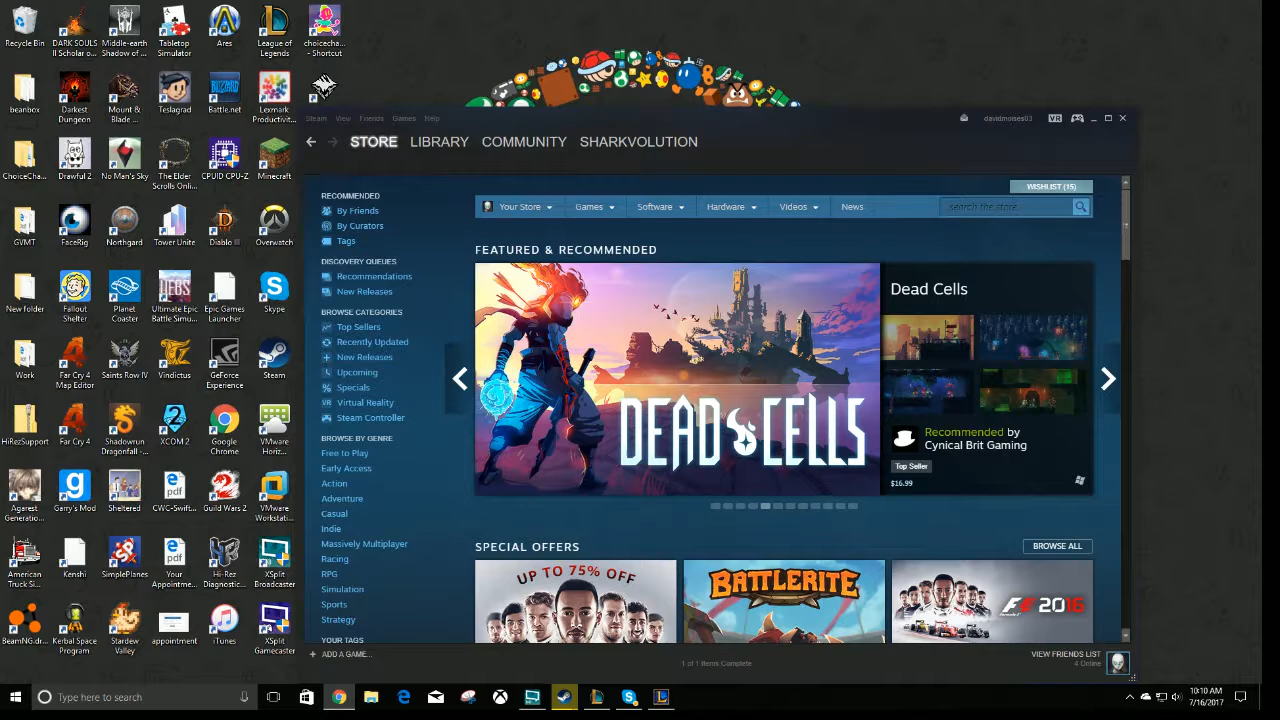 Recycle Bin
DARK SOULS
II Scholar o...
Middle-earth
Shadow of ...
Tabletop
Simulator
Ares
League of
Legends
choicecha...
- Shortcut
beanbox
Darkest
Dungeon
Mount &
Blade ...
Teslagrad
Battle.net
Lexmark
Productivit...
ChoiceCha...
Drawful 2
No Man's Sky
The Elder
Scrolls Onli...
CPUID CPU-Z
Minecraft
GVMT
FaceRig
Northgard
Tower Unite
Diablo III
Overwatch
New folder
Fallout
Shelter
Planet
Coaster
Ultimate Epic
Battle Simu...
Epic Games
Launcher
Skype
Work
Far Cry 4
Map Editor
Saints Row IV
Vindictus
GeForce
Experience
Steam
HiRezSupport
Far Cry 4
Shadowrun
Dragonfall -...
XCOM 2
Google
Chrome
VMware
Horiz...
Agarest
Generatio...
Garry's Mod
Sheltered
CWC-Swift...
Guild Wars 2
VMware
Workstati...
American
Truck Si...
Kenshi
SimplePlanes
Your
Appointme...
Hi-Rez
Diagnostic...
XSplit
Broadcaster
BeamNG.dr...
Kerbal Space
Program
Stardew
Valley
appointment
iTunes
XSplit
Gamecaster
Steam View Friends Games Help
davidmoises03
VR
STORE LIBRARY COMMUNITY SHARKVOLUTION
WISHLIST (15)
Your Store Games Software Hardware Videos News
search the store
RECOMMENDED
By Friends
By Curators
Tags
DISCOVERY QUEUES
Recommendations
New Releases
BROWSE CATEGORIES
Top Sellers
Recently Updated
New Releases
Upcoming
Specials
VR Virtual Reality
Steam Controller
BROWSE BY GENRE
Free to Play
Early Access
Action
Adventure
Casual
Indie
Massively Multiplayer
Racing
RPG
Simulation
Sports
Strategy
YOUR TAGS
FEATURED & RECOMMENDED
DEAD CELLS
Dead Cells
Recommended by
Cynical Brit Gaming
Top Seller
$16.99
SPECIAL OFFERS
BROWSE ALL
UP TO 75% OFF
BATTLERITE
F1 2016
+ ADD A GAME...
1 of 1 Items Complete
VIEW FRIENDS LIST
4 Online
Type here to search
10:10 AM
7/16/2017